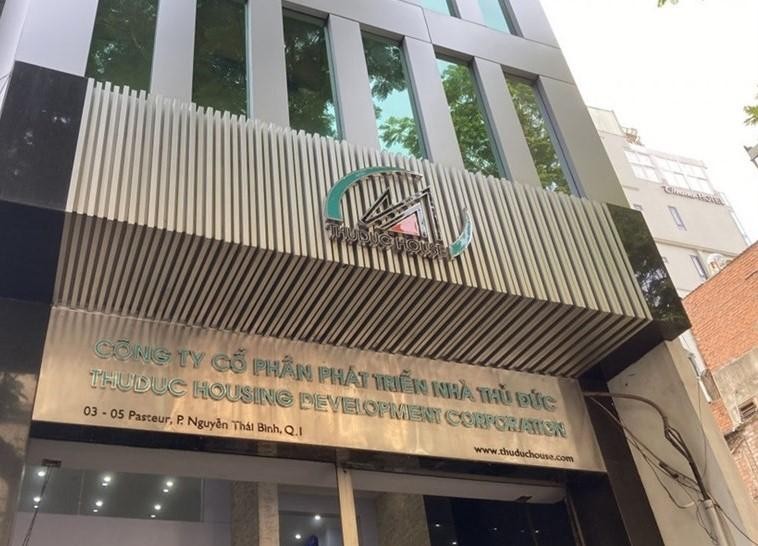 THUDUC HOUSE
CÔNG TY CỔ PHẦN PHÁT TRIỂN NHÀ THỦ ĐỨC
THUDUC HOUSING DEVELOPMENT CORPORATION
03 - 05 Pasteur, P. Nguyễn Thái Bình, Q.1
www.thuduchouse.com
HOTEL